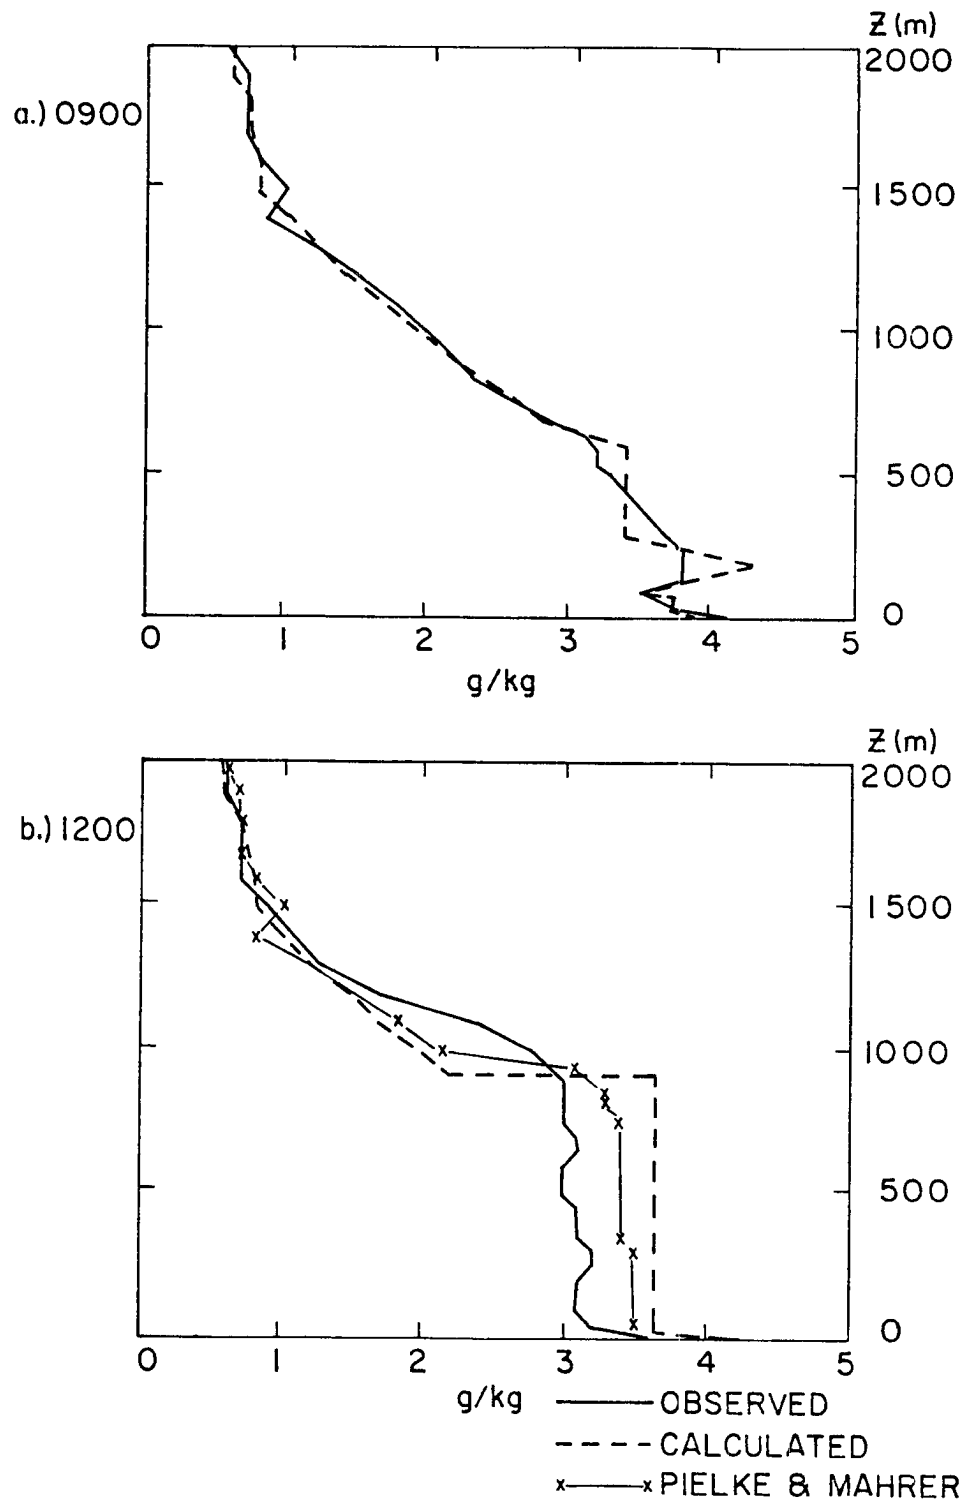 Z (m)
2000
a.) 0900
1500
1000
500
0
0 1 2 3 4 5
g/kg
Z (m)
2000
b.) 1200
1500
1000
500
0
0 1 2 3 4 5
g/kg
OBSERVED
CALCULATED
x x PIELKE & MAHRER